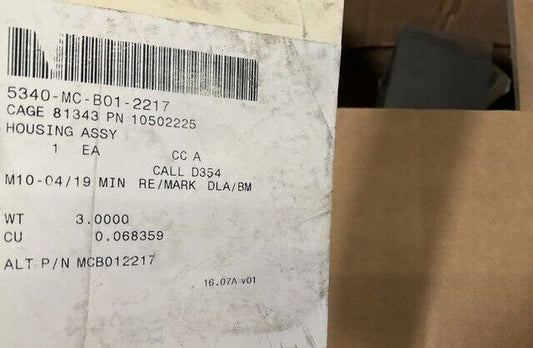 5340-MC-B01-2217
CAGE 81343 PN 10502225
HOUSING ASSY
1 EA CC A
CALL D354
M10-04/19 MIN RE/MARK DLA/BM
WT 3.0000
CU 0.068359
ALT P/N MCB012217
16.07A v01